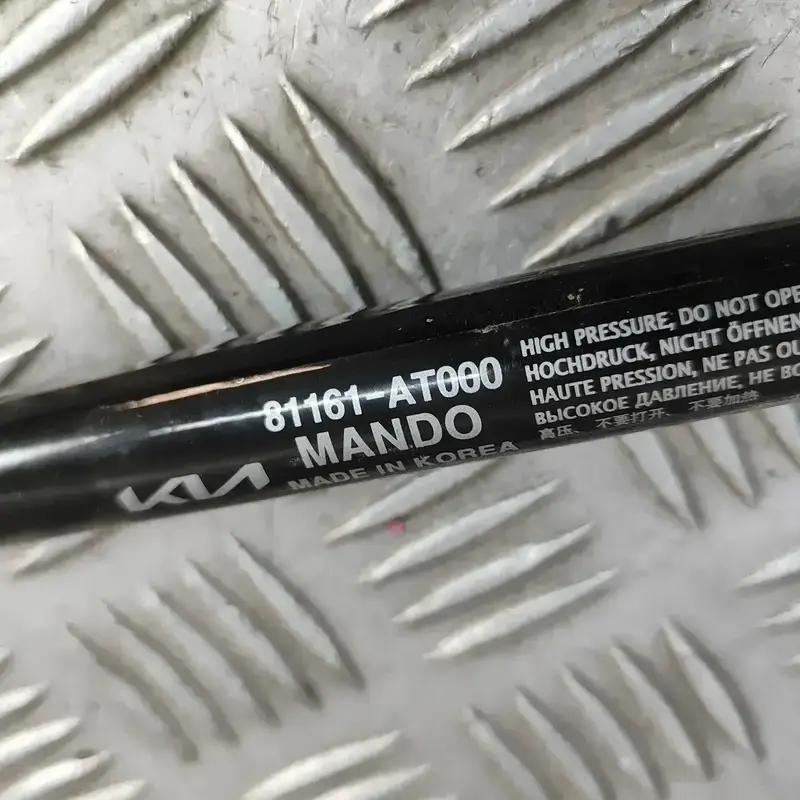 81161-AT000
MANDO
MADE IN KOREA
KIA
HIGH PRESSURE, DO NOT OPE
HOCHDRUCK, NICHT ÖFFNEN
HAUTE PRESSION, NE PAS OU
ВЫСОКОЕ ДАВЛЕНИЕ, НЕ ВС
高压、不要打开、不要加热